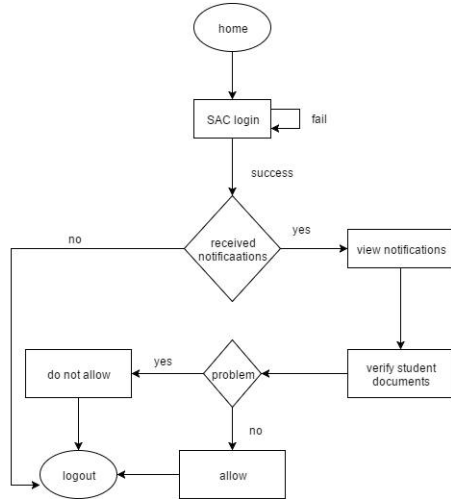 home
SAC login
fail
success
no
received
notificaations
yes
view notifications
do not allow
yes
problem
verify student
documents
no
logout
allow